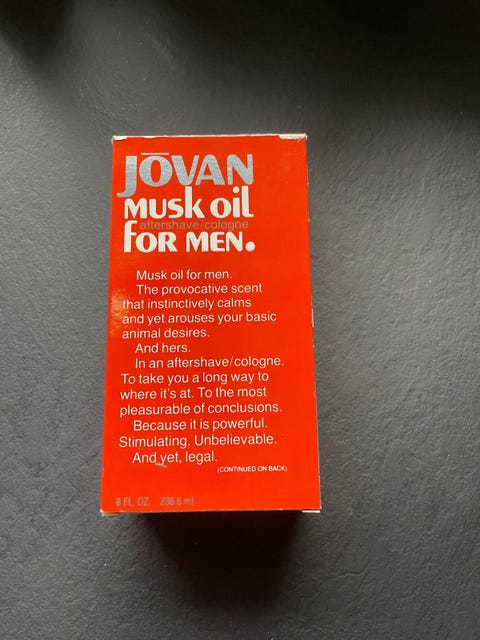 JŌVAN
MUSK OIL
aftershave/cologne
FOR MEN.
Musk oil for men.
The provocative scent
that instinctively calms
and yet arouses your basic
animal desires.
And hers.
In an aftershave/cologne.
To take you a long way to
where it's at. To the most
pleasurable of conclusions.
Because it is powerful.
Stimulating. Unbelievable.
And yet, legal.
(CONTINUED ON BACK)
8 FL. OZ. 236.6 ml